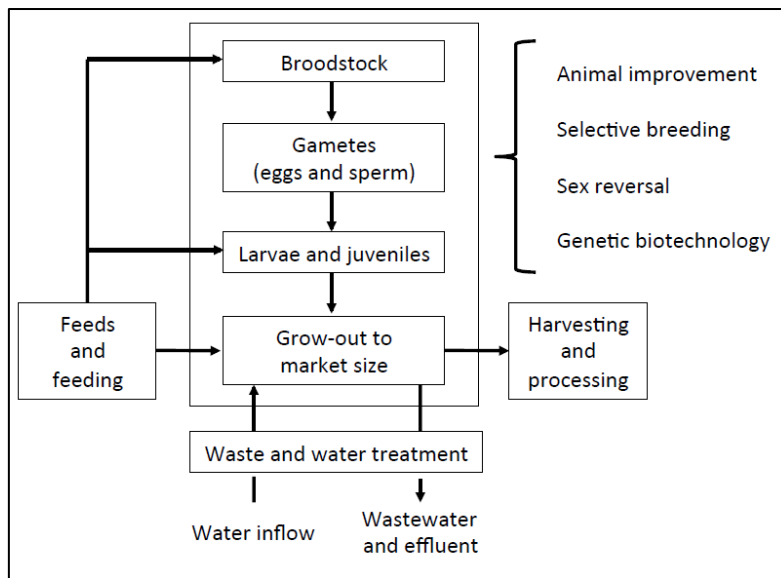 Broodstock
Gametes
(eggs and sperm)
Larvae and juveniles
Grow-out to
market size
Feeds
and
feeding
Harvesting
and
processing
Waste and water treatment
Water inflow
Wastewater
and effluent
Animal improvement
Selective breeding
Sex reversal
Genetic biotechnology